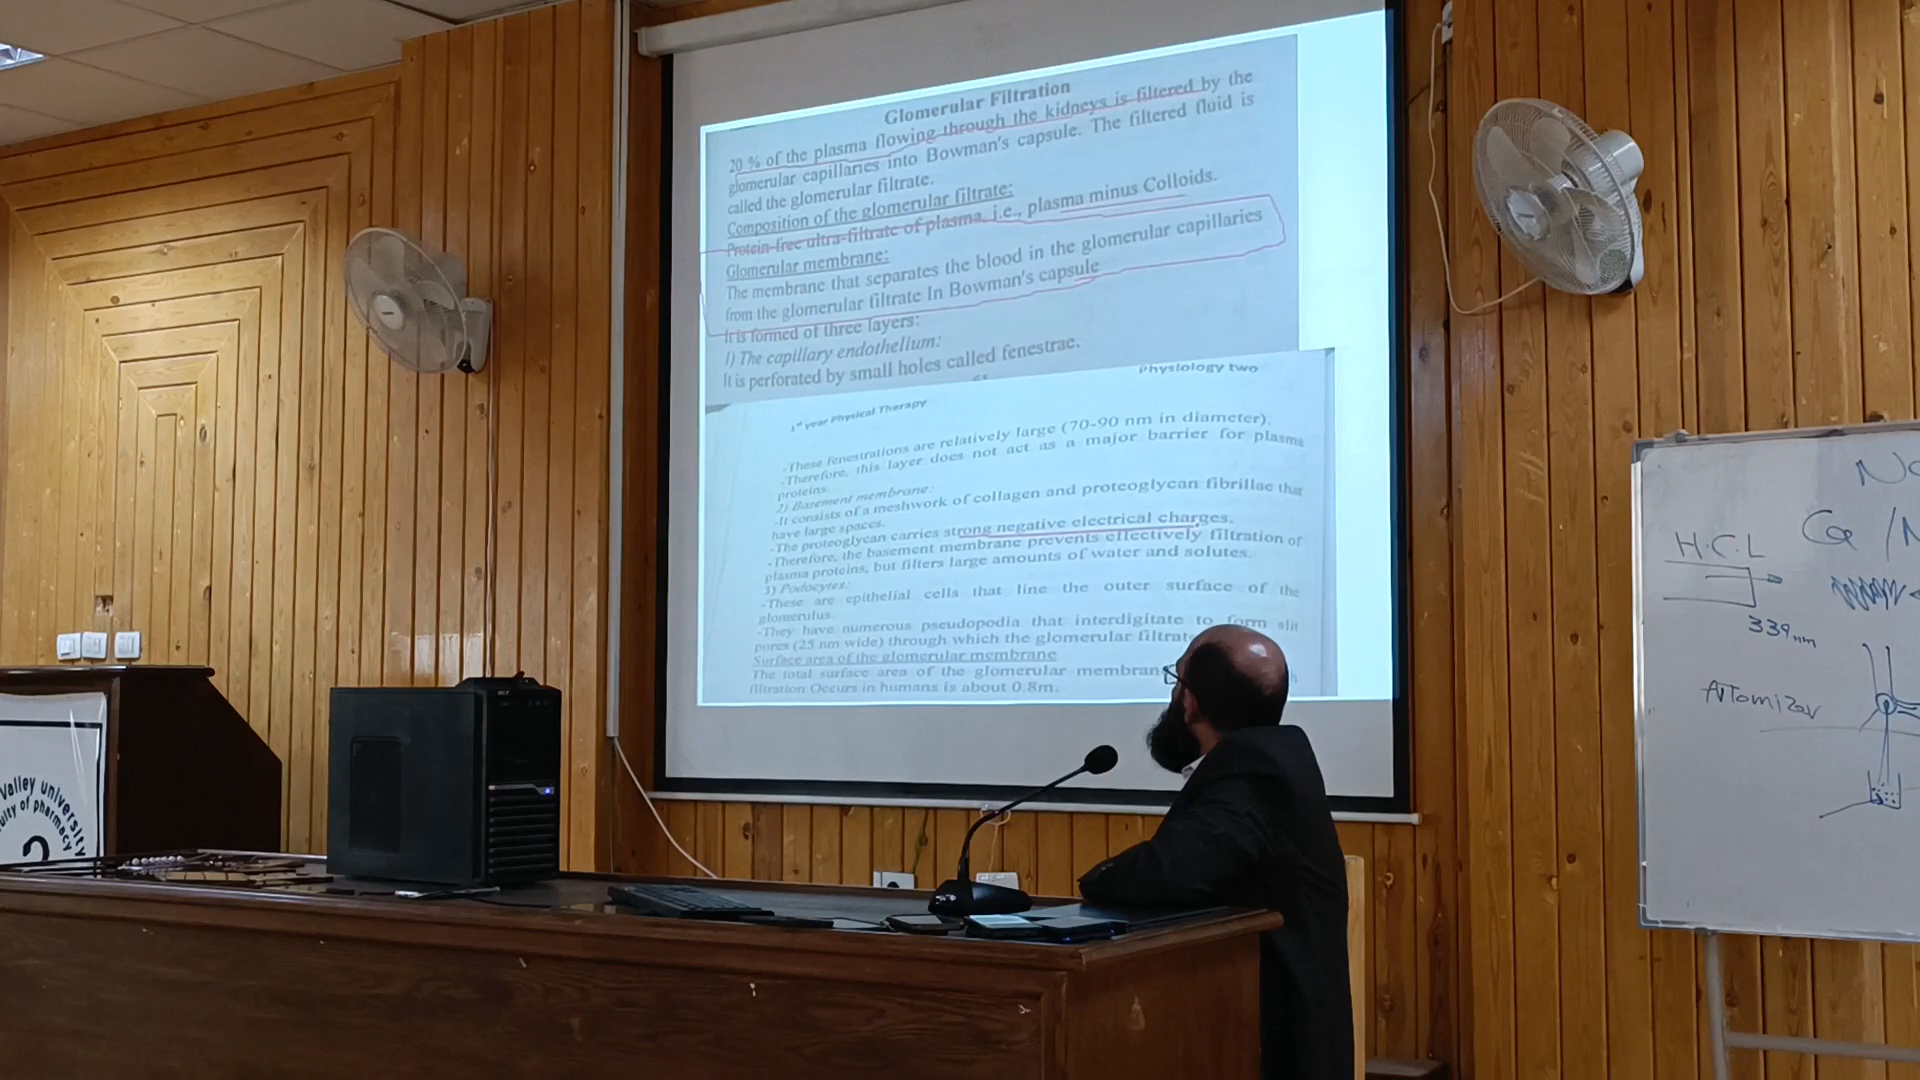 Glomerular Filtration
20 % of the plasma flowing through the kidneys is filtered by the
glomerular capillaries into Bowman's capsule. The filtered fluid is
called the glomerular filtrate.
Composition of the glomerular filtrate:
Protein-free ultra-filtrate of plasma, i.e., plasma minus Colloids.
Glomerular membrane:
The membrane that separates the blood in the glomerular capillaries
from the glomerular filtrate In Bowman's capsule
It is formed of three layers:
1) The capillary endothelium:
It is perforated by small holes called fenestrae.
Physiology two
1st year Physical Therapy
-These fenestrations are relatively large (70-90 nm in diameter).
-Therefore, this layer does not act as a major barrier for plasma
proteins.
2) Basement membrane:
-It consists of a meshwork of collagen and proteoglycan fibrillae that
have large spaces.
-The proteoglycan carries strong negative electrical charges.
-Therefore, the basement membrane prevents effectively filtration of
plasma proteins, but filters large amounts of water and solutes.
3) Podocytes:
-These are epithelial cells that line the outer surface of the
glomerulus.
-They have numerous pseudopodia that interdigitate to form slit
pores (25 nm wide) through which the glomerular filtrate
Surface area of the glomerular membrane
The total surface area of the glomerular membrane
filtration Occurs in humans is about 0.8m.
H.C.L
339 nm
Atomizer
Valley university
faculty of pharmacy